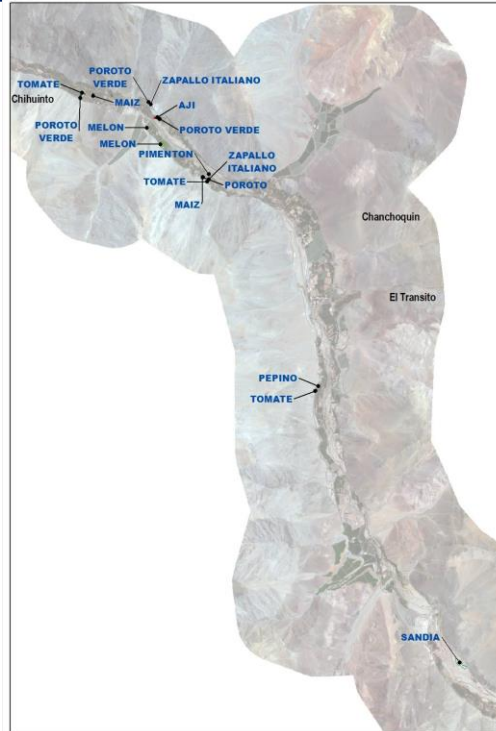 POROTO
VERDE
ZAPALLO ITALIANO
TOMATE
Chihuinto
MAIZ
AJI
POROTO
VERDE
MELON
POROTO VERDE
MELON
PIMENTON
ZAPALLO
ITALIANO
TOMATE
POROTO
MAIZ
Chanchoquin
El Transito
PEPINO
TOMATE
SANDIA